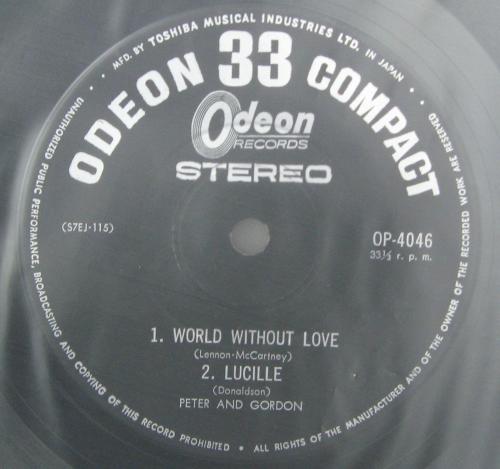 MFD. BY TOSHIBA MUSICAL INDUSTRIES LTD. IN JAPAN
ODEON 33 COMPACT
Odeon
RECORDS
STEREO
(S7EJ-115)
OP-4046
33⅓ r. p. m.
1. WORLD WITHOUT LOVE
(Lennon-McCartney)
2. LUCILLE
(Donaldson)
PETER AND GORDON
UNAUTHORIZED PUBLIC PERFORMANCE, BROADCASTING AND COPYING OF THIS RECORD PROHIBITED • ALL RIGHTS OF THE MANUFACTURER AND OF THE OWNER OF THE RECORDED WORK ARE RESERVED